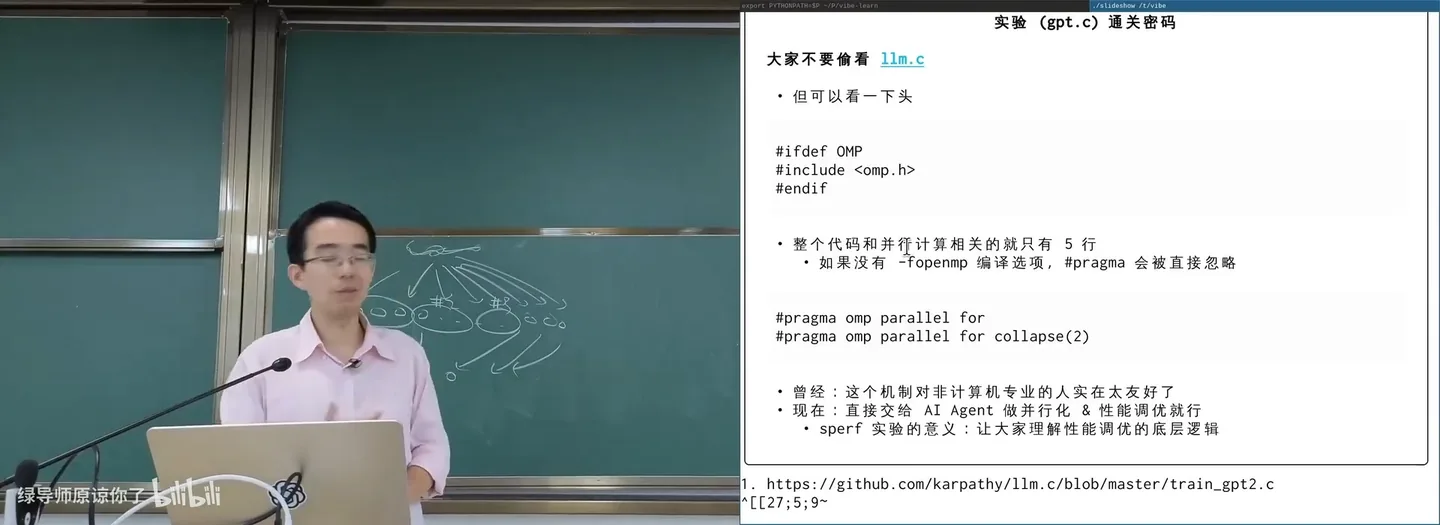 export PYTHONPATH=$P ~/P/vibe-learn
./slideshow /t/vibe
实验 (gpt.c) 通关密码
大家不要偷看 llm.c
• 但可以看一下头
#ifdef OMP
#include <omp.h>
#endif
• 整个代码和并行计算相关的就只有 5 行
• 如果没有 -fopenmp 编译选项, #pragma 会被直接忽略
#pragma omp parallel for
#pragma omp parallel for collapse(2)
• 曾经：这个机制对非计算机专业的人实在太友好了
• 现在：直接交给 AI Agent 做并行化 & 性能调优就行
• sperf 实验的意义：让大家理解性能调优的底层逻辑
1. https://github.com/karpathy/llm.c/blob/master/train_gpt2.c
^[[27;5;9~
绿导师原谅你了 bilibili